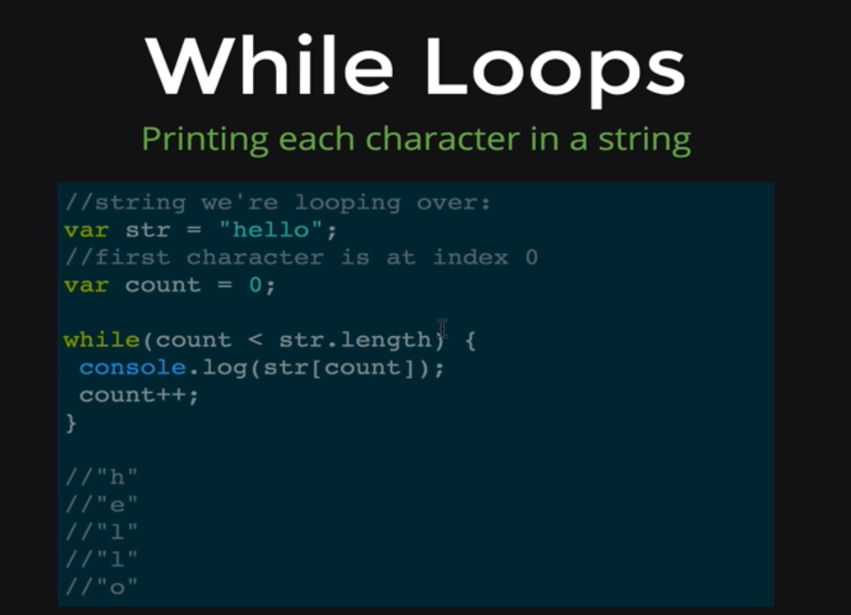 While Loops
Printing each character in a string
//string we're looping over:
var str = "hello";
//first character is at index 0
var count = 0;
while(count < str.length) {
console.log(str[count]);
count++;
}
//"h"
//"e"
//"l"
//"l"
//"o"